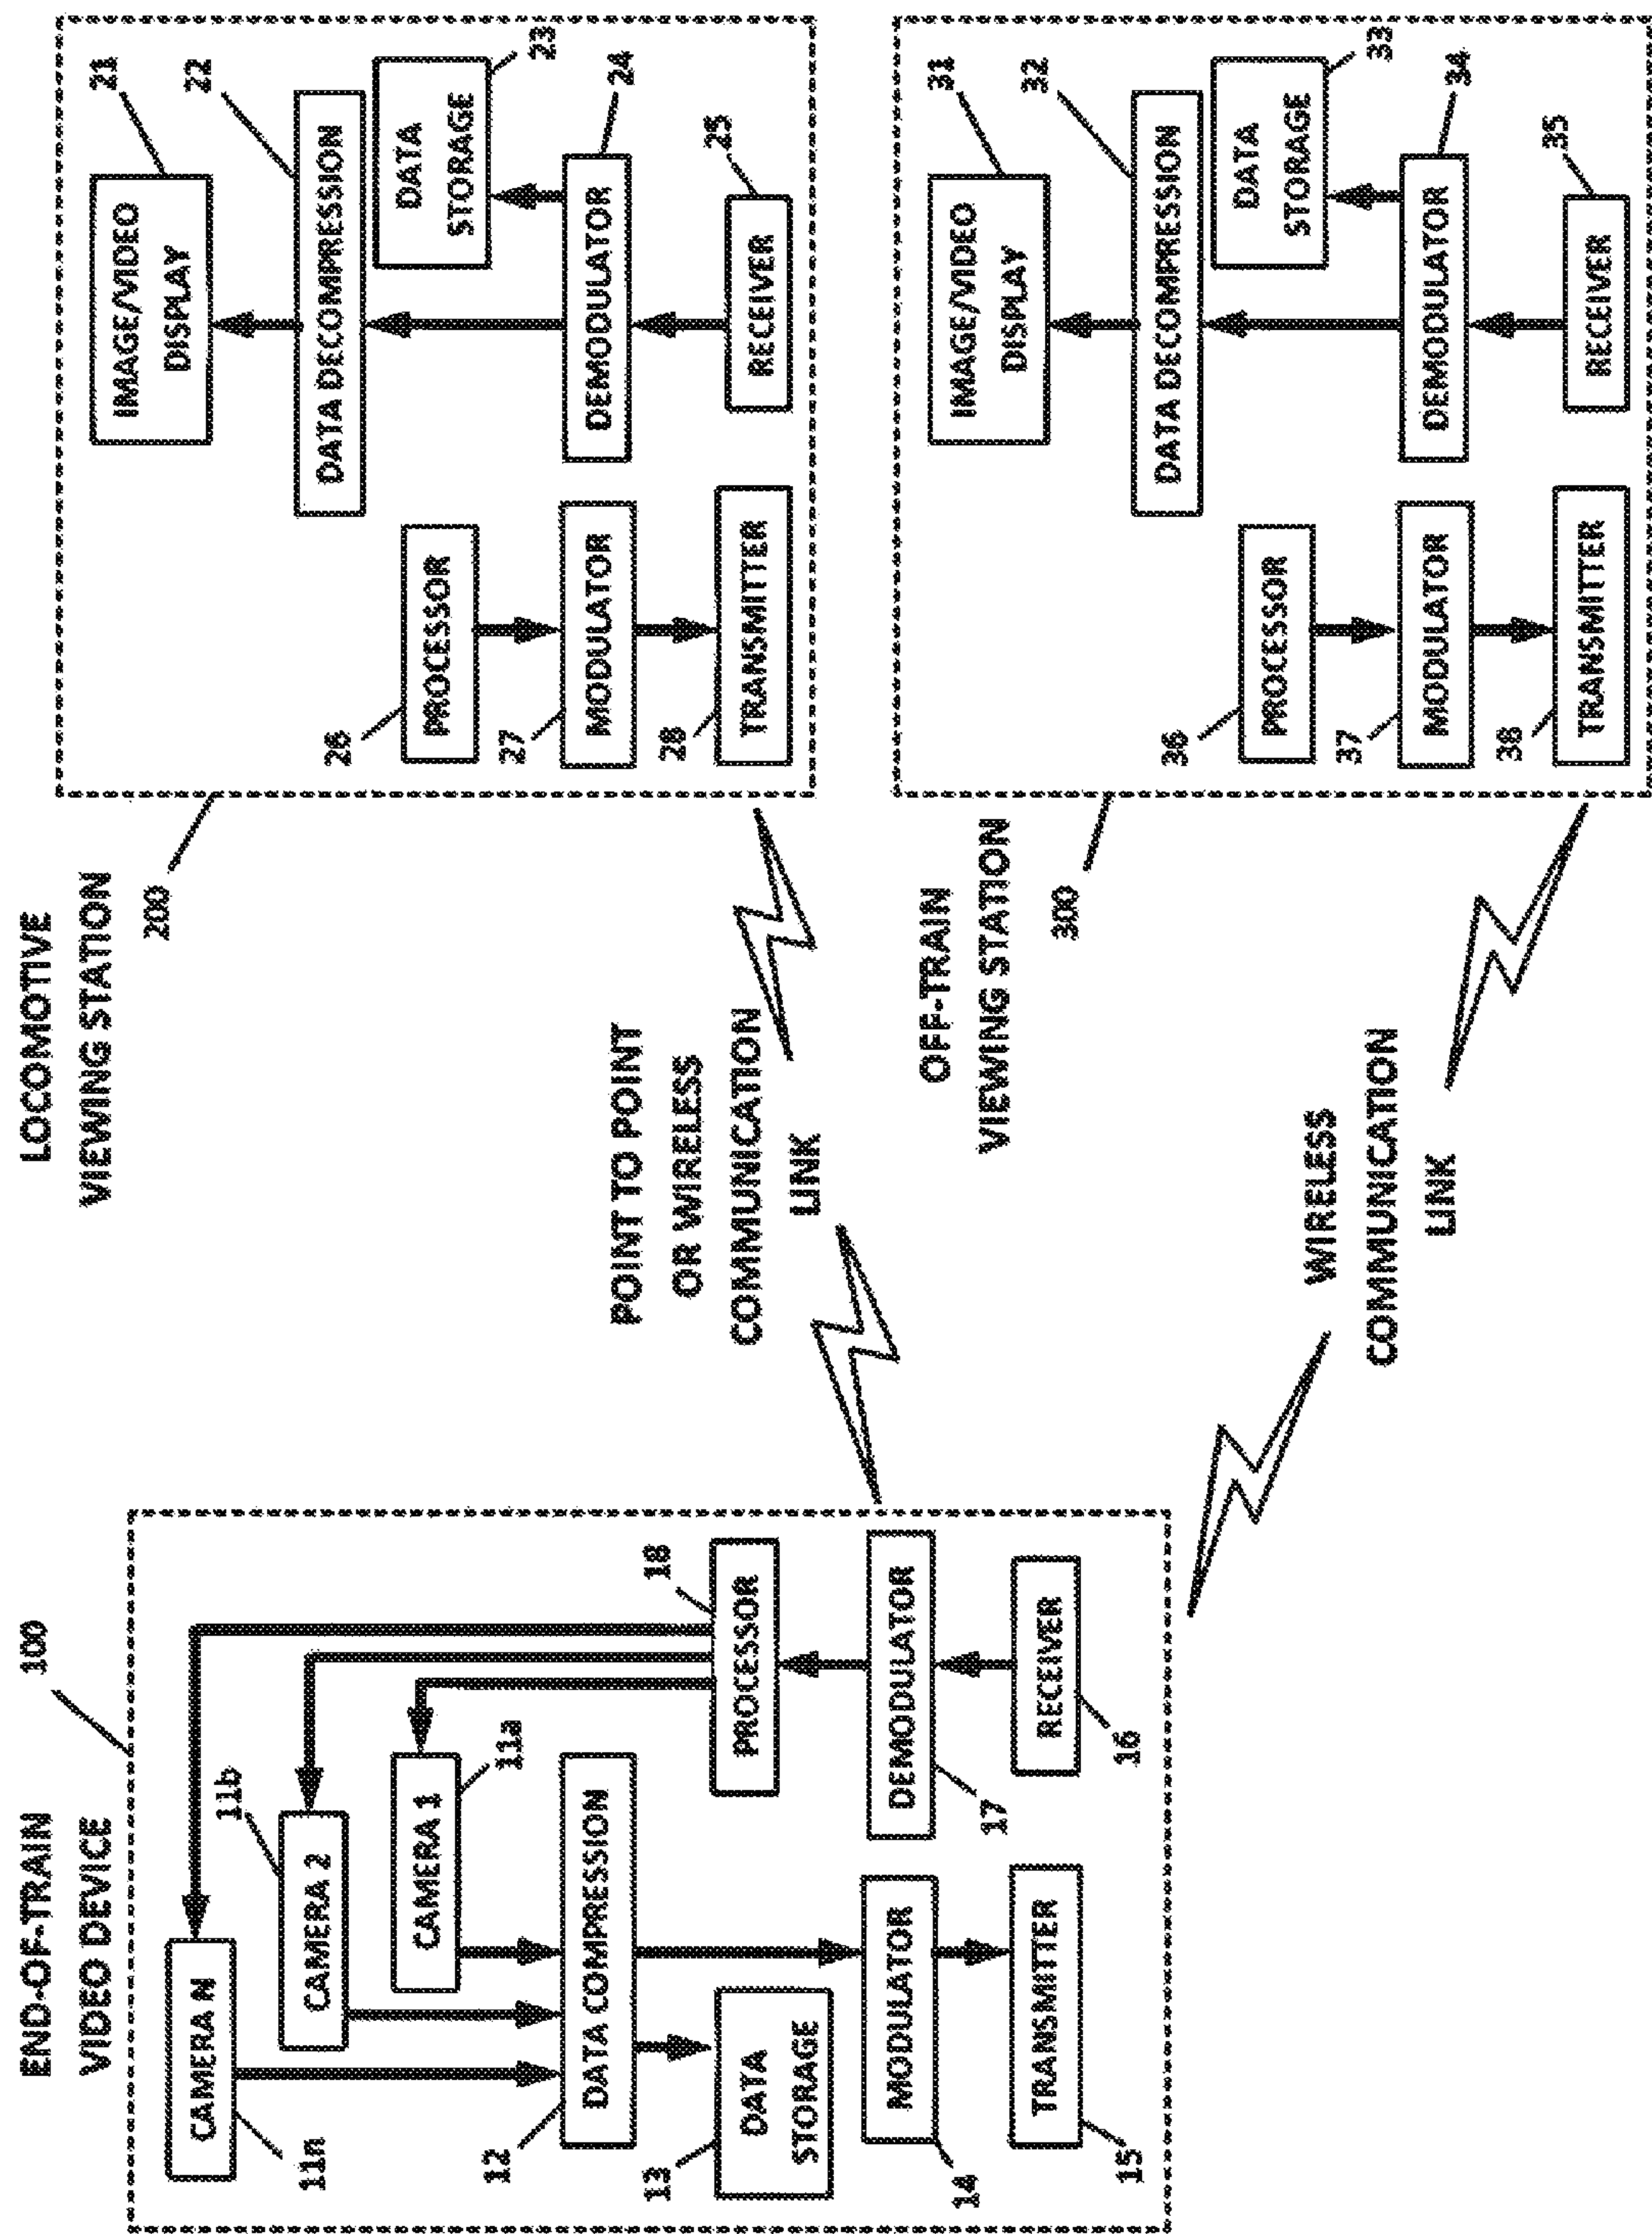 END-OF-TRAIN
VIDEO DEVICE
100
CAMERA N
11n
CAMERA 2
11b
CAMERA 1
11a
DATA COMPRESSION
12
DATA
STORAGE
13
MODULATOR
14
TRANSMITTER
15
PROCESSOR
18
DEMODULATOR
17
RECEIVER
16
POINT TO POINT
OR WIRELESS
COMMUNICATION
LINK
WIRELESS
COMMUNICATION
LINK
LOCOMOTIVE
VIEWING STATION
200
IMAGE/VIDEO
DISPLAY
21
DATA DECOMPRESSION
22
DATA
STORAGE
23
DEMODULATOR
24
RECEIVER
25
PROCESSOR
26
MODULATOR
27
TRANSMITTER
28
OFF-TRAIN
VIEWING STATION
300
IMAGE/VIDEO
DISPLAY
31
DATA DECOMPRESSION
32
DATA
STORAGE
33
DEMODULATOR
34
RECEIVER
35
PROCESSOR
36
MODULATOR
37
TRANSMITTER
38